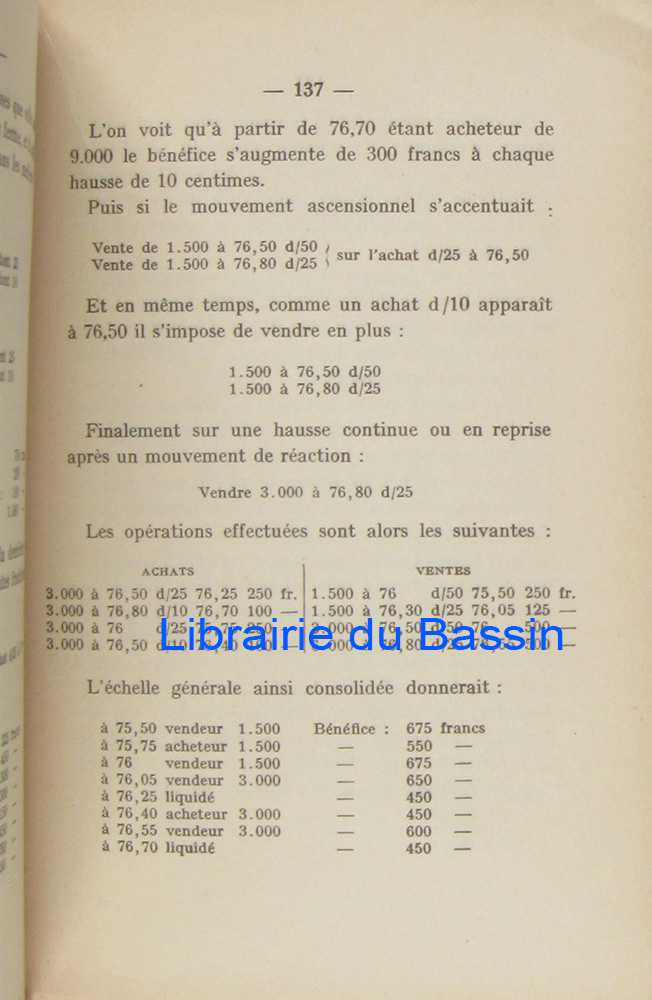 — 137 —
L'on voit qu'à partir de 76,70 étant acheteur de
9.000 le bénéfice s'augmente de 300 francs à chaque
hausse de 10 centimes.
Puis si le mouvement ascensionnel s'accentuait :
Vente de 1.500 à 76,50 d/50
Vente de 1.500 à 76,80 d/25
sur l'achat d/25 à 76,50
Et en même temps, comme un achat d/10 apparaît
à 76,50 il s'impose de vendre en plus :
1.500 à 76,50 d/50
1.500 à 76,80 d/25
Finalement sur une hausse continue ou en reprise
après un mouvement de réaction :
Vendre 3.000 à 76,80 d/25
Les opérations effectuées sont alors les suivantes :
ACHATS
3.000 à 76,50 d/25 76,25 250 fr.
3.000 à 76,80 d/10 76,70 100 —
3.000 à 76 d/25
3.000 à 76,50 d/10
VENTES
1.500 à 76 d/50 75,50 250 fr.
1.500 à 76,30 d/25 76,05 125 —
Librairie du Bassin
L'échelle générale ainsi consolidée donnerait :
à 75,50 vendeur 1.500 Bénéfice : 675 francs
à 75,75 acheteur 1.500 — 550 —
à 76 vendeur 1.500 — 675 —
à 76,05 vendeur 3.000 — 650 —
à 76,25 liquidé — 450 —
à 76,40 acheteur 3.000 — 450 —
à 76,55 vendeur 3.000 — 600 —
à 76,70 liquidé — 450 —